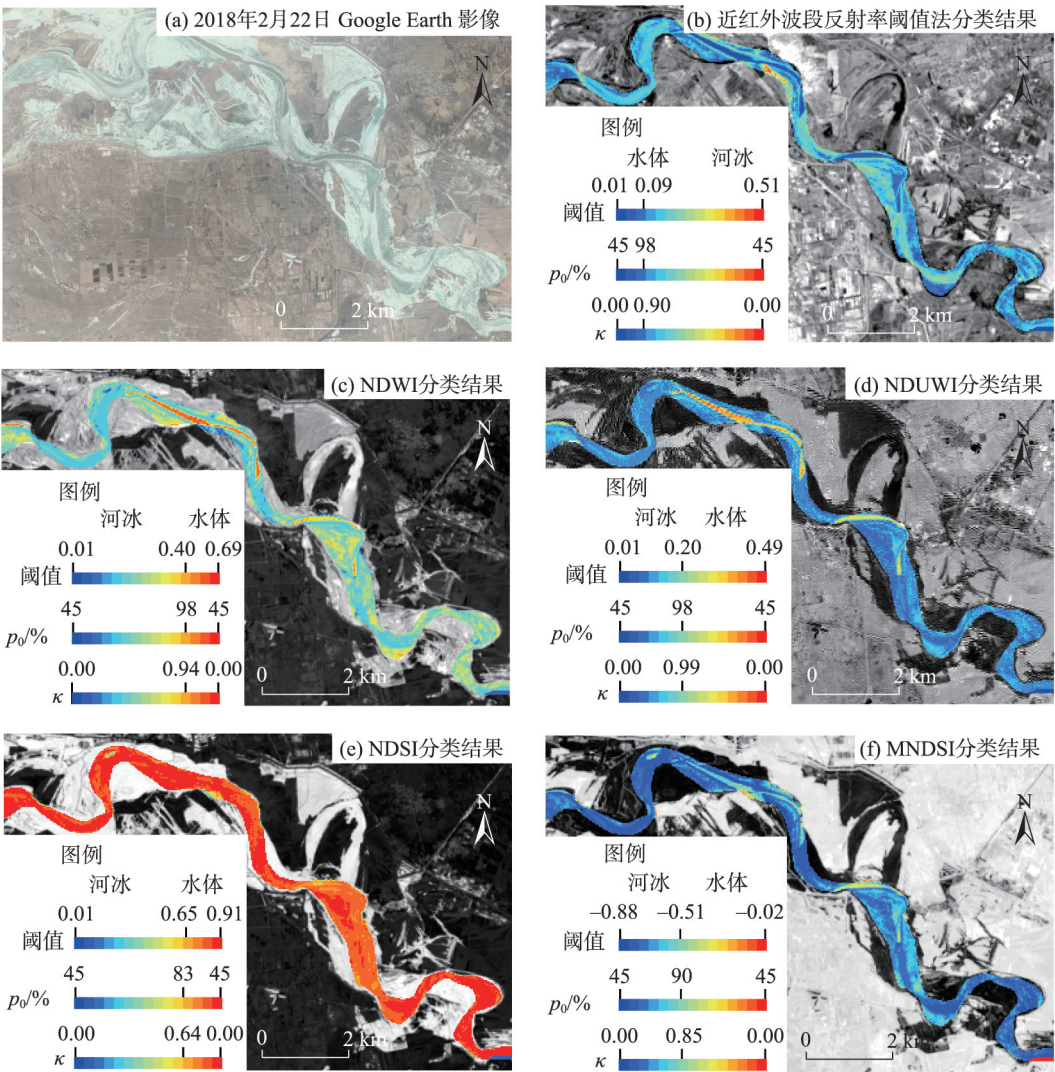 (a) 2018年2月22日 Google Earth 影像
N
0
2 km
(b) 近红外波段反射率阈值法分类结果
N
图例
水体 河冰
0.01 0.09 0.51
阈值
45 98 45
p₀/%
0.00 0.90 0.00
κ
0
2 km
(c) NDWI分类结果
N
图例
河冰 水体
0.01 0.40 0.69
阈值
45 98 45
p₀/%
0.00 0.94 0.00
κ
0
2 km
(d) NDUWI分类结果
N
图例
河冰 水体
0.01 0.20 0.49
阈值
45 98 45
p₀/%
0.00 0.99 0.00
κ
0
2 km
(e) NDSI分类结果
N
图例
河冰 水体
0.01 0.65 0.91
阈值
45 83 45
p₀/%
0.00 0.64 0.00
κ
0
2 km
(f) MNDSI分类结果
N
图例
河冰 水体
–0.88 –0.51 –0.02
阈值
45 90 45
p₀/%
0.00 0.85 0.00
κ
0
2 km